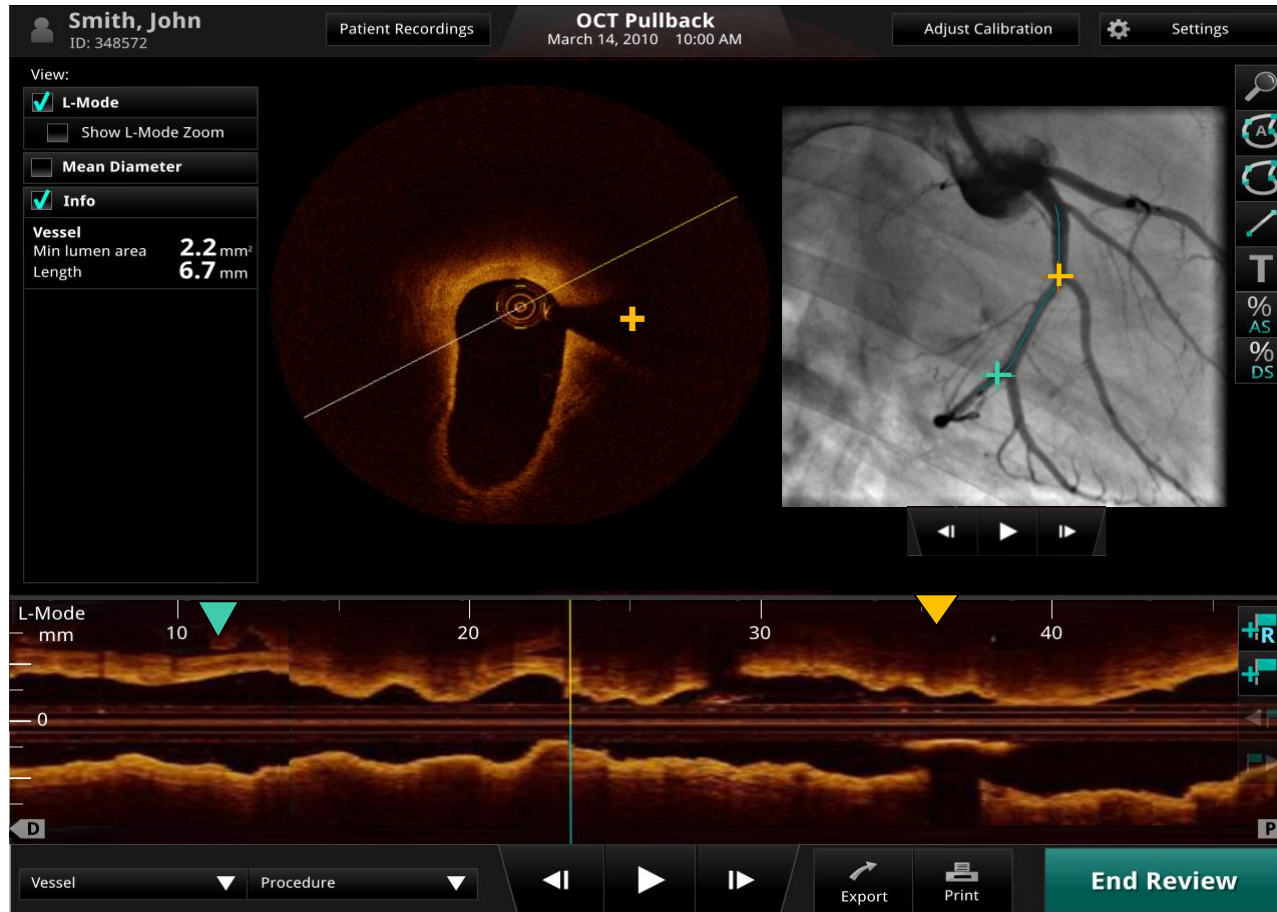 Smith, John
ID: 348572
Patient Recordings
OCT Pullback
March 14, 2010 10:00 AM
Adjust Calibration
Settings
View:
L-Mode
Show L-Mode Zoom
Mean Diameter
Info
Vessel
Min lumen area 2.2 mm²
Length 6.7 mm
A
T
%
AS
%
DS
L-Mode
mm 10 20 30 40
R
0
D
P
Vessel
Procedure
Export
Print
End Review